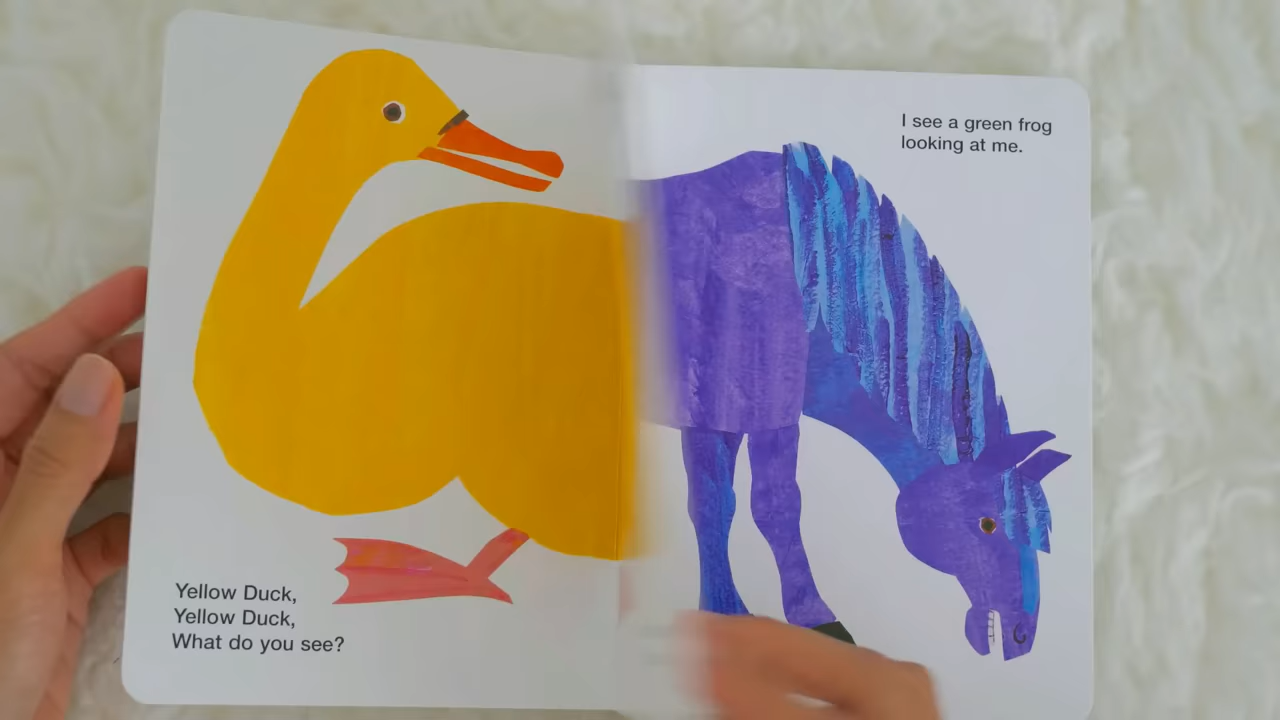 Yellow Duck,
Yellow Duck,
What do you see?
I see a green frog
looking at me.